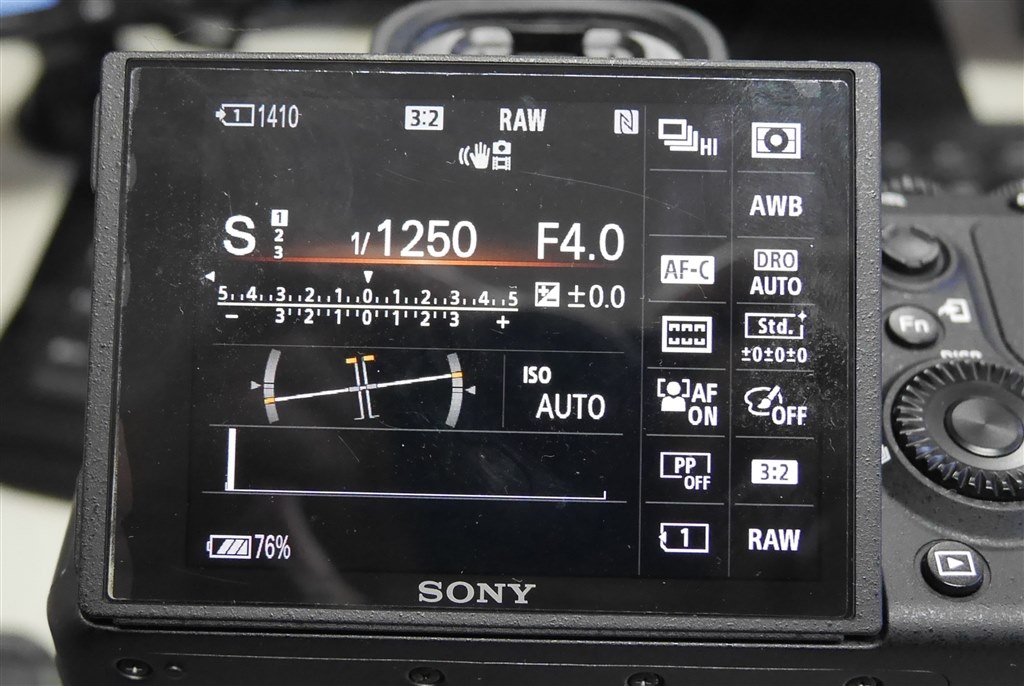 1 1410 3:2 RAW N
HI
AWB
S 1 2 3 1/1250 F4.0
AF-C
DRO AUTO
5..4..3..2..1..0..1..2..3..4..5
± ±0.0
− 3 2 1 0 1 2 3 +
Std.
±0±0±0
ISO AUTO
AF ON
OFF
PP OFF
3:2
76%
1
RAW
SONY
Fn
DISP